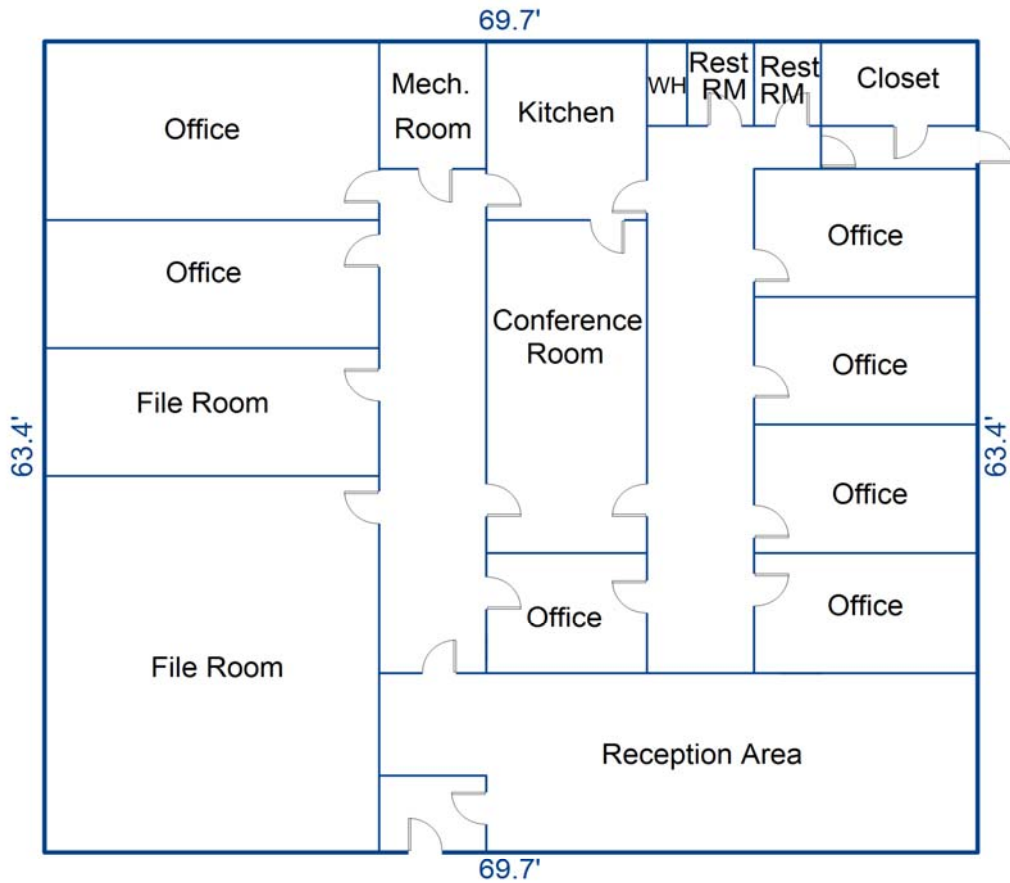 69.7'
Office
Mech.
Room
Kitchen
WH
Rest
RM
Rest
RM
Closet
Office
Office
Conference
Room
Office
File Room
63.4'
63.4'
Office
Office
Office
File Room
Reception Area
69.7'